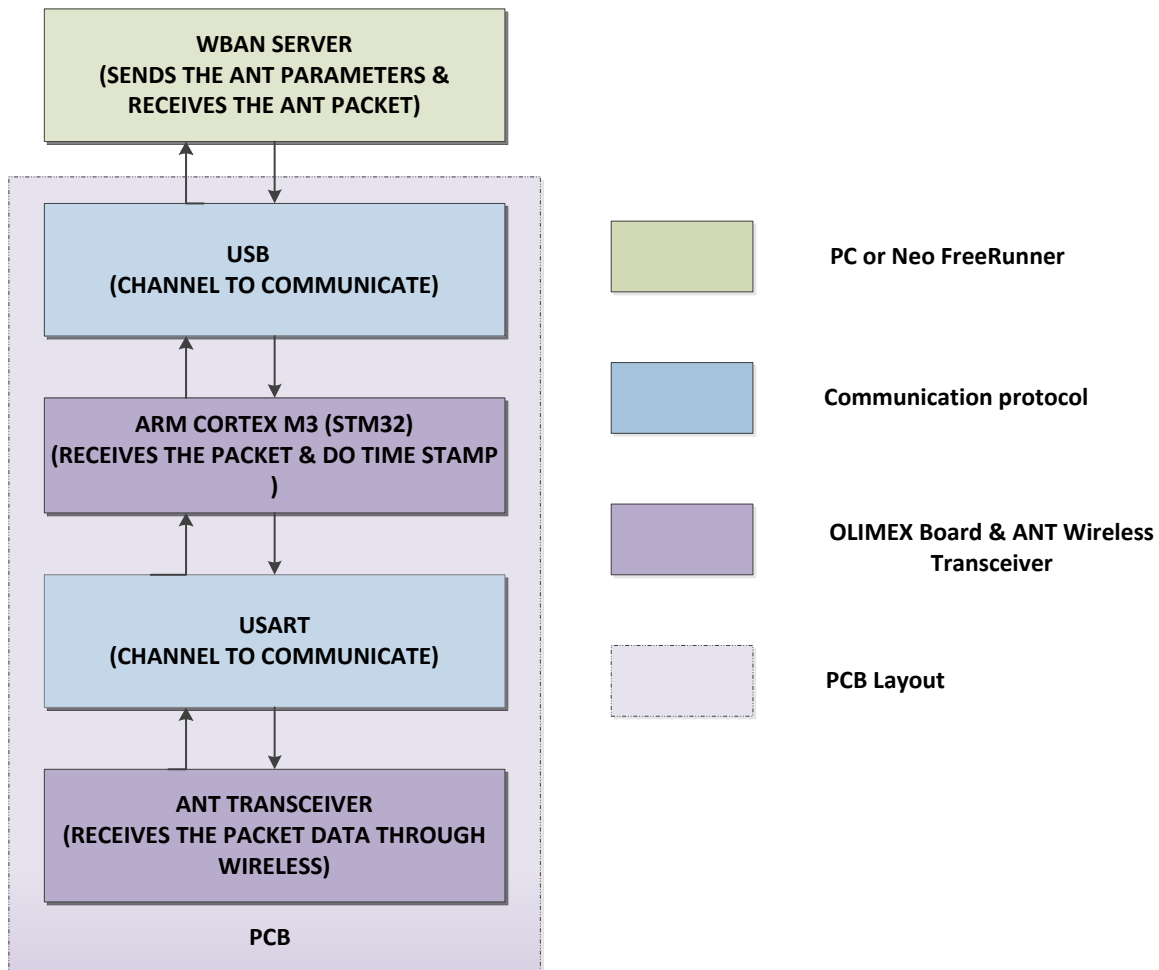 WBAN SERVER
(SENDS THE ANT PARAMETERS &
RECEIVES THE ANT PACKET)
USB
(CHANNEL TO COMMUNICATE)
ARM CORTEX M3 (STM32)
(RECEIVES THE PACKET & DO TIME STAMP
)
USART
(CHANNEL TO COMMUNICATE)
ANT TRANSCEIVER
(RECEIVES THE PACKET DATA THROUGH
WIRELESS)
PCB
PC or Neo FreeRunner
Communication protocol
OLIMEX Board & ANT Wireless
Transceiver
PCB Layout